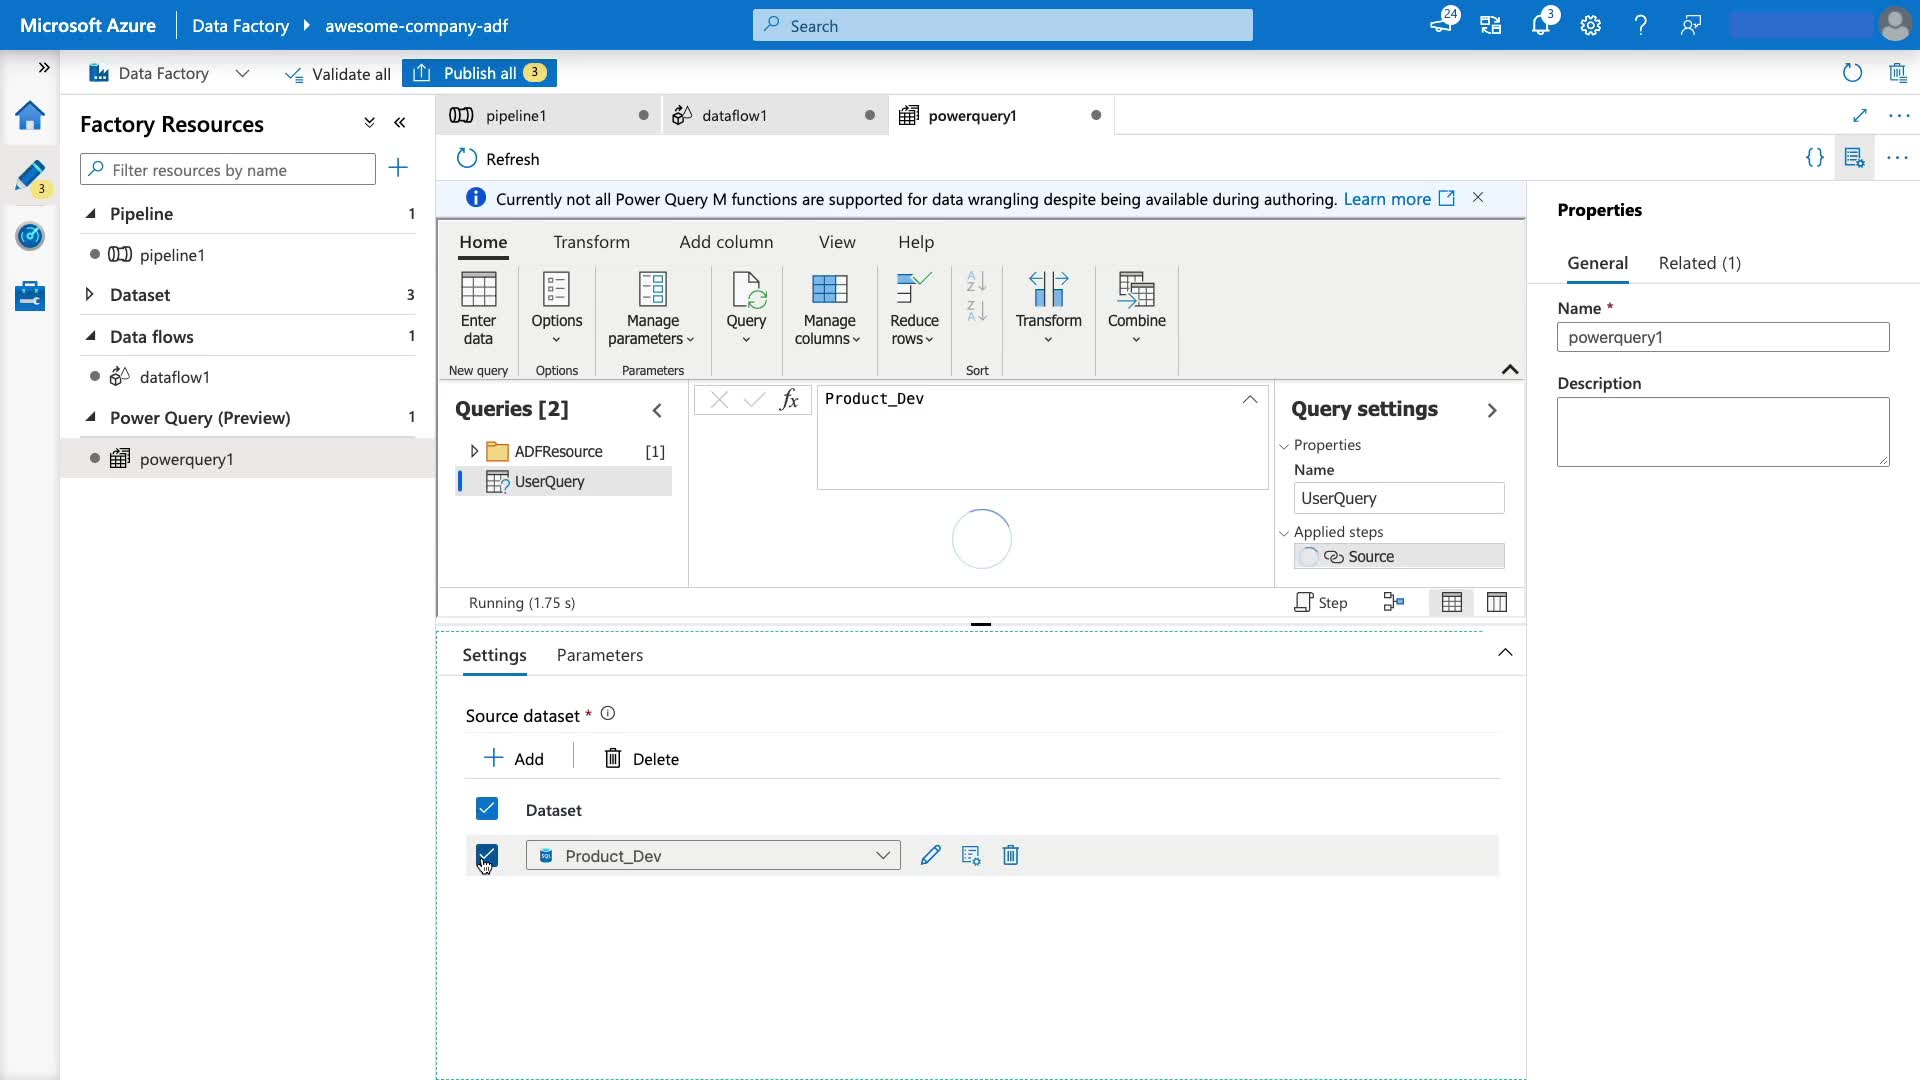 Microsoft Azure
Data Factory
awesome-company-adf
Search
24
3
Data Factory
Validate all
Publish all
3
3
Factory Resources
Filter resources by name
Pipeline
1
pipeline1
Dataset
3
Data flows
1
dataflow1
Power Query (Preview)
1
powerquery1
pipeline1
dataflow1
powerquery1
Refresh
{}
Currently not all Power Query M functions are supported for data wrangling despite being available during authoring. Learn more
Home
Transform
Add column
View
Help
Enter
data
New query
Options
Options
Manage
parameters
Parameters
Query
Manage
columns
Reduce
rows
A
Z
Z
A
Sort
Transform
Combine
Queries [2]
ADFResource
[1]
UserQuery
fx
Product_Dev
Query settings
Properties
Name
UserQuery
Applied steps
Source
Running (1.75 s)
Step
Settings
Parameters
Source dataset *
Add
Delete
Dataset
SQL
Product_Dev
Properties
General
Related (1)
Name *
powerquery1
Description